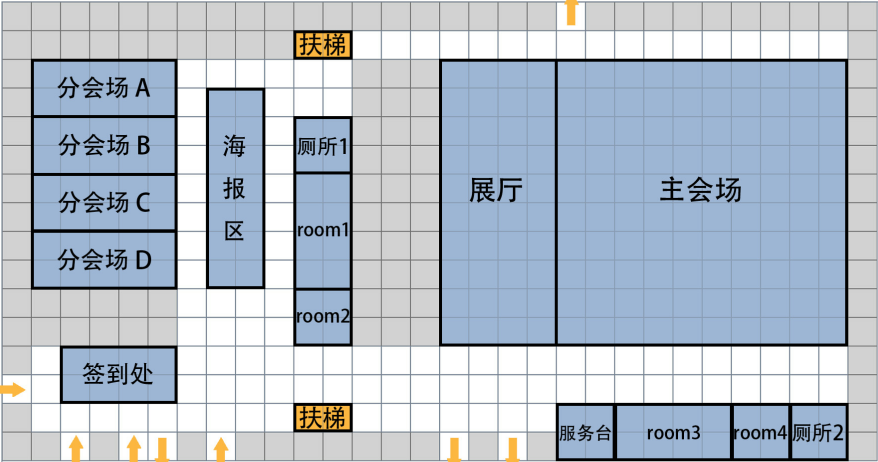 扶梯
分会场 A
分会场 B
分会场 C
分会场 D
海
报
区
厕所1
room1
room2
展厅
主会场
签到处
扶梯
服务台
room3
room4
厕所2